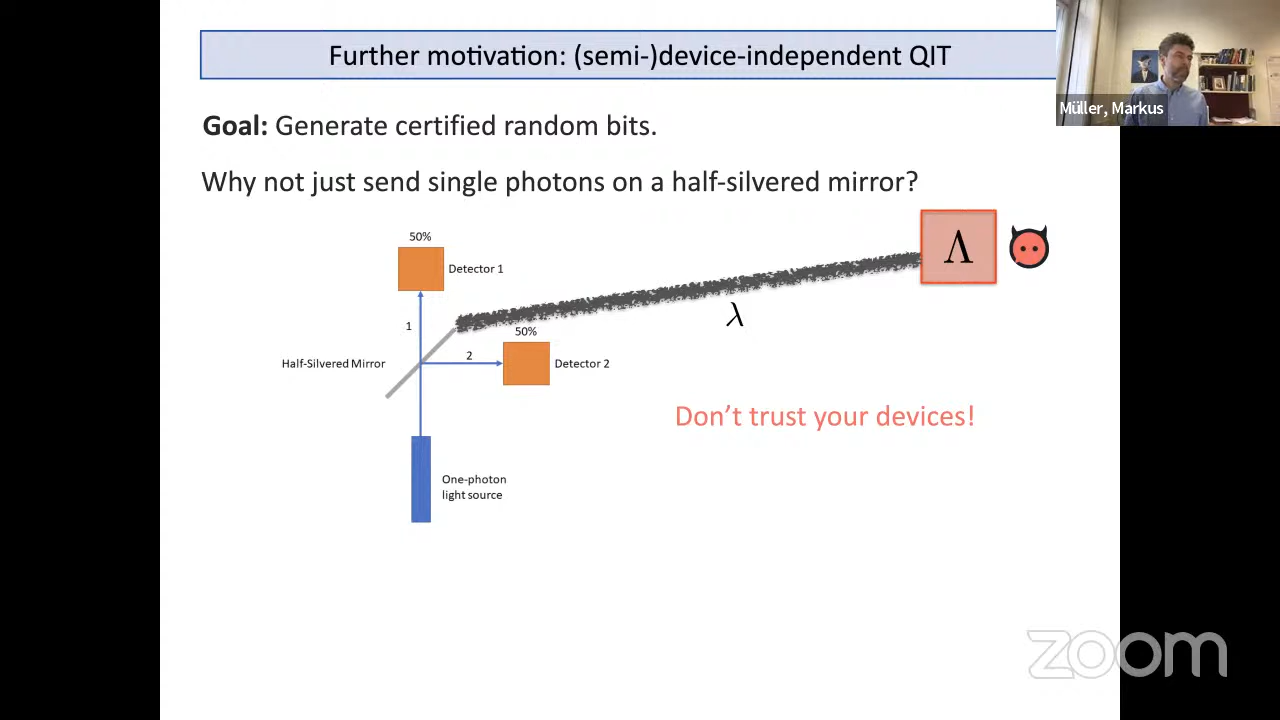 Further motivation: (semi-)device-independent QIT
Müller, Markus
Goal: Generate certified random bits.
Why not just send single photons on a half-silvered mirror?
50%
Detector 1
Λ
1
λ
50%
Half-Silvered Mirror
2
Detector 2
Don't trust your devices!
One-photon
light source
zoom